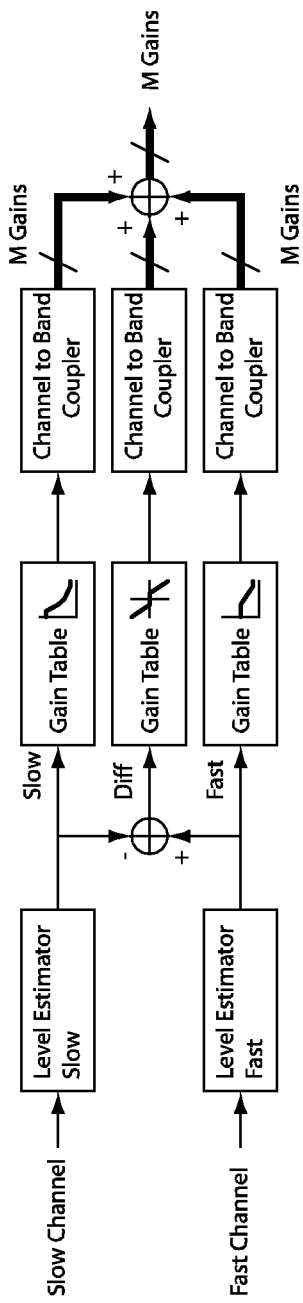 Slow Channel
Level Estimator
Slow
Slow
Gain Table
Channel to Band
Coupler
M Gains
-
+
Diff
Gain Table
Channel to Band
Coupler
+
+
+
M Gains
Fast Channel
Level Estimator
Fast
Fast
Gain Table
Channel to Band
Coupler
M Gains